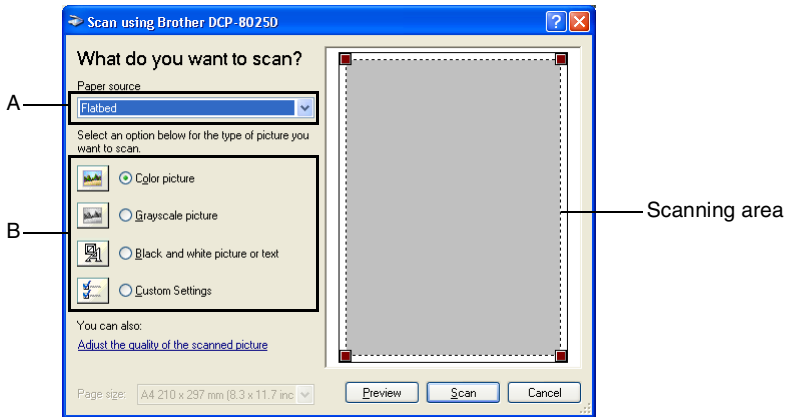 Scan using Brother DCP-8025D
What do you want to scan?
Paper source
A
Flatbed
Select an option below for the type of picture you
want to scan.
Color picture
Grayscale picture
B
Black and white picture or text
Custom Settings
You can also:
Adjust the quality of the scanned picture
Page size:
A4 210 x 297 mm (8.3 x 11.7 inc
Scanning area
Preview
Scan
Cancel